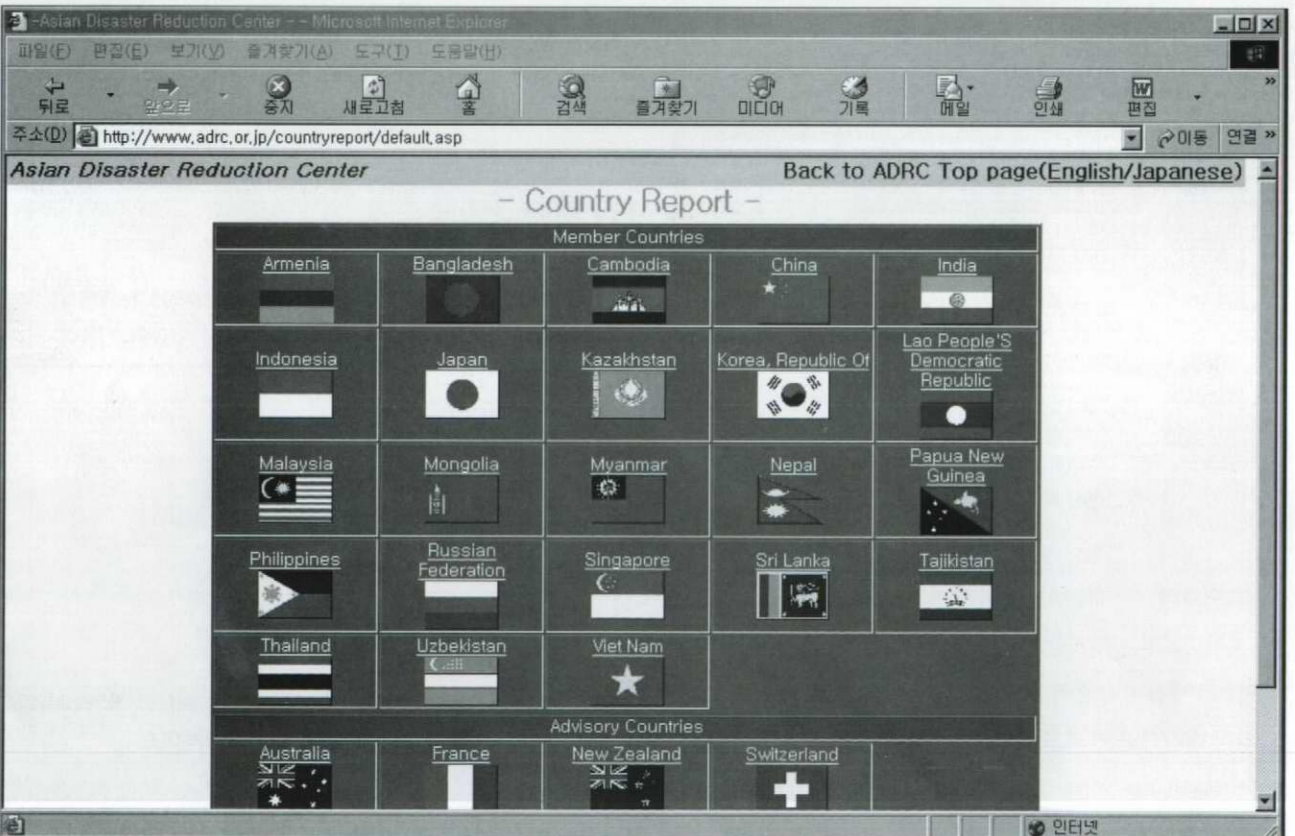 -Asian Disaster Reduction Center - - Microsoft Internet Explorer
파일(F) 편집(E) 보기(V) 즐겨찾기(A) 도구(T) 도움말(H)
뒤로 앞으로 중지 새로고침 홈 검색 즐겨찾기 미디어 기록 메일 인쇄 편집
주소(D) http://www.adrc.or.jp/countryreport/default.asp 이동 연결 »
Asian Disaster Reduction Center Back to ADRC Top page(English/Japanese)
- Country Report -
Member Countries
Armenia Bangladesh Cambodia China India
Indonesia Japan Kazakhstan Korea, Republic Of Lao People'S
Democratic
Republic
Malaysia Mongolia Myanmar Nepal Papua New
Guinea
Philippines Russian
Federation Singapore Sri Lanka Tajikistan
Thailand Uzbekistan Viet Nam
Advisory Countries
Australia France New Zealand Switzerland
인터넷